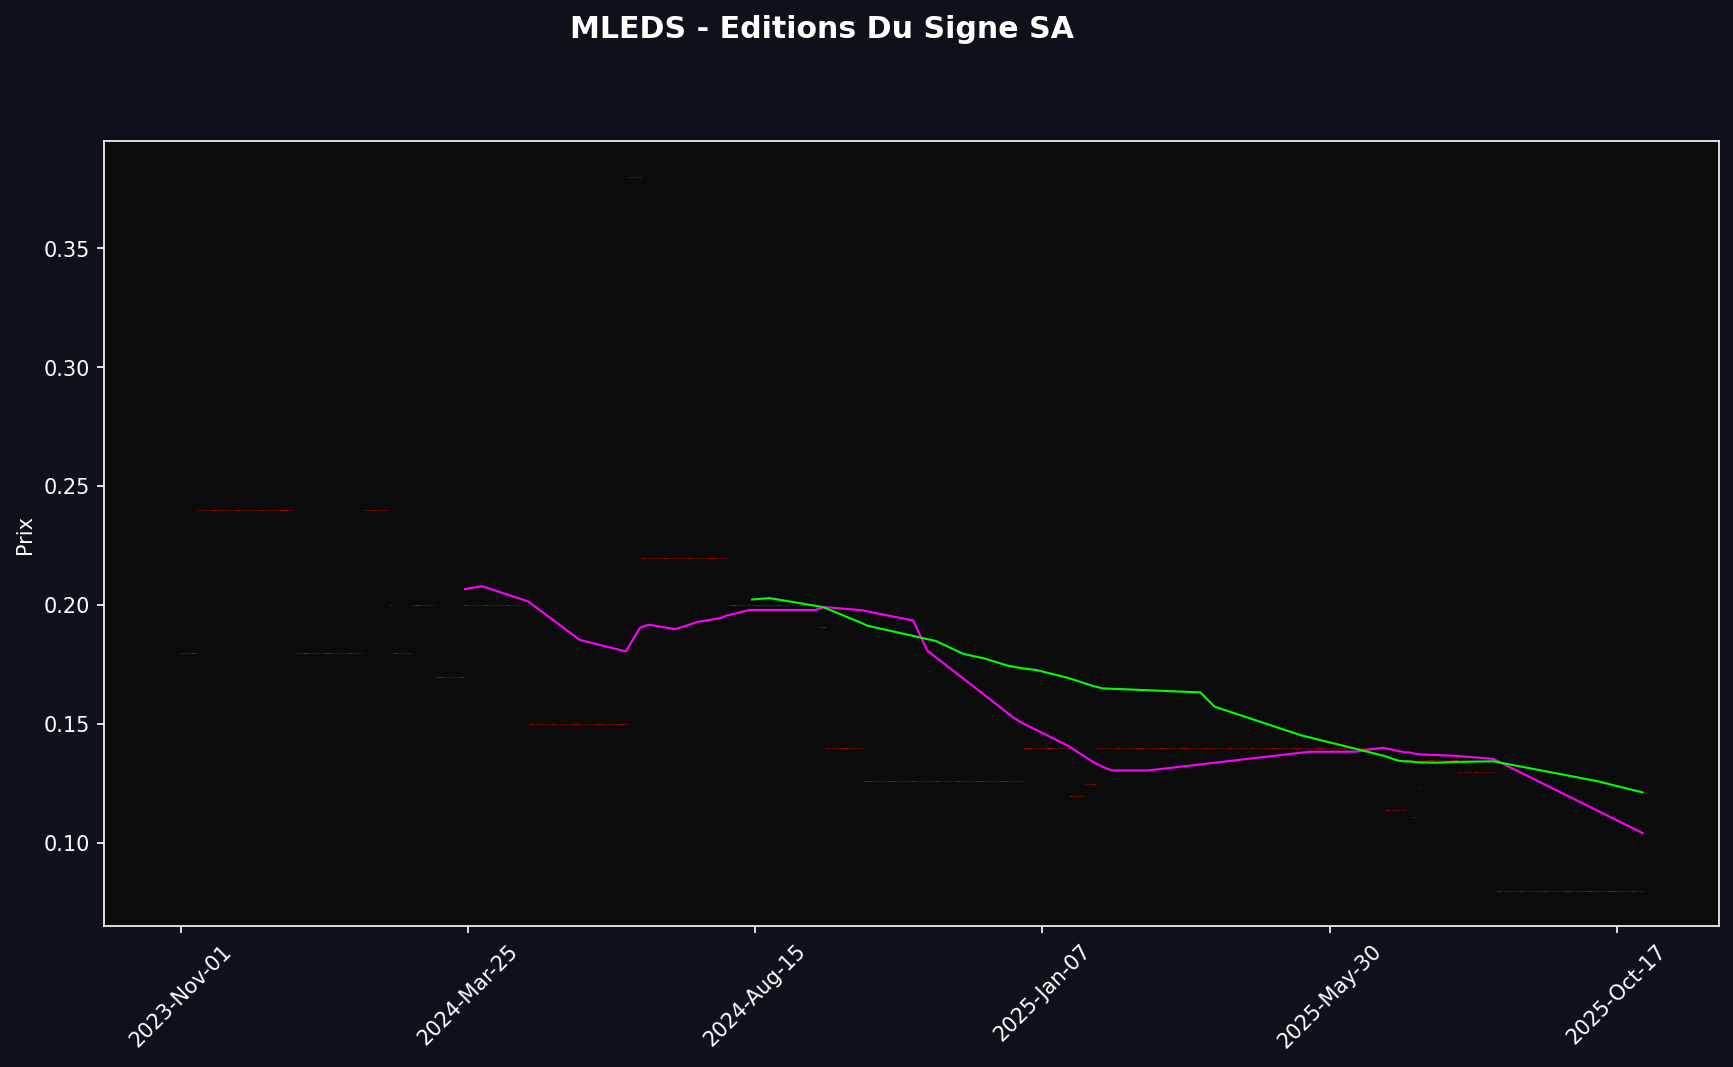 MLEDS - Editions Du Signe SA
Prix
0.35
0.30
0.25
0.20
0.15
0.10
2023-Nov-01
2024-Mar-25
2024-Aug-15
2025-Jan-07
2025-May-30
2025-Oct-17